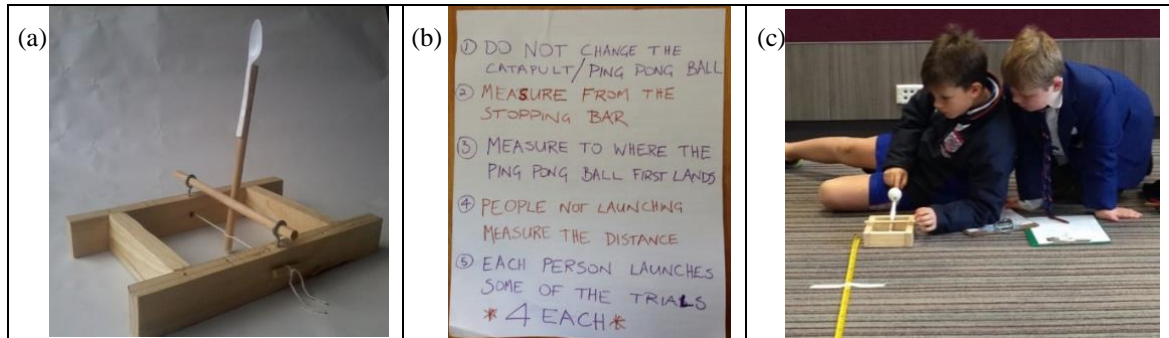 (a)
(b)
① DO NOT CHANGE THE
CATAPULT/PING PONG BALL
② MEASURE FROM THE
STOPPING BAR
③ MEASURE TO WHERE THE
PING PONG BALL FIRST LANDS
④ PEOPLE NOT LAUNCHING
MEASURE THE DISTANCE
⑤ EACH PERSON LAUNCHES
SOME OF THE TRIALS
* 4 EACH *
(c)